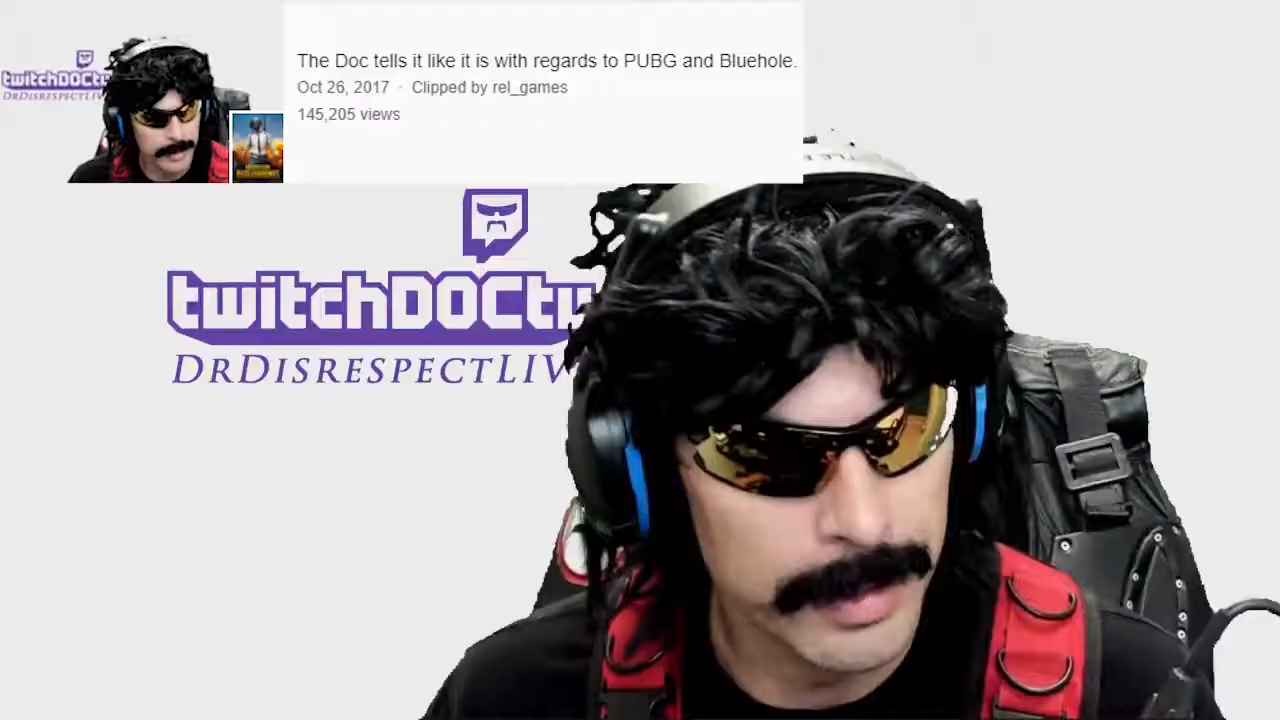 The Doc tells it like it is with regards to PUBG and Bluehole.
Oct 26, 2017 · Clipped by rel_games
145,205 views
twitchDOCtv
DRDISRESPECTLIV